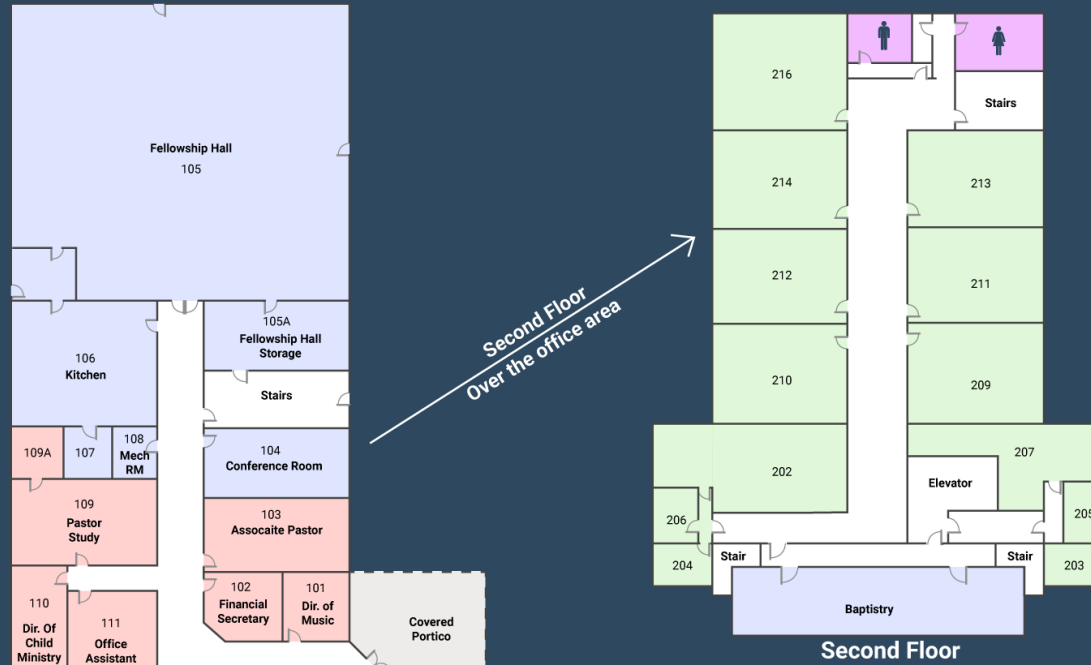 Fellowship Hall
105
105A
Fellowship Hall
Storage
106
Kitchen
Stairs
108
Mech
RM
107
109A
104
Conference Room
109
Pastor
Study
103
Assocaite Pastor
102
Financial
Secretary
101
Dir. of
Music
110
Dir. Of
Child
Ministry
111
Office
Assistant
Covered
Portico
Second Floor
Over the office area
216
Stairs
214
213
212
211
210
209
202
207
Elevator
206
205
204
Stair
Stair
203
Baptistry
Second Floor